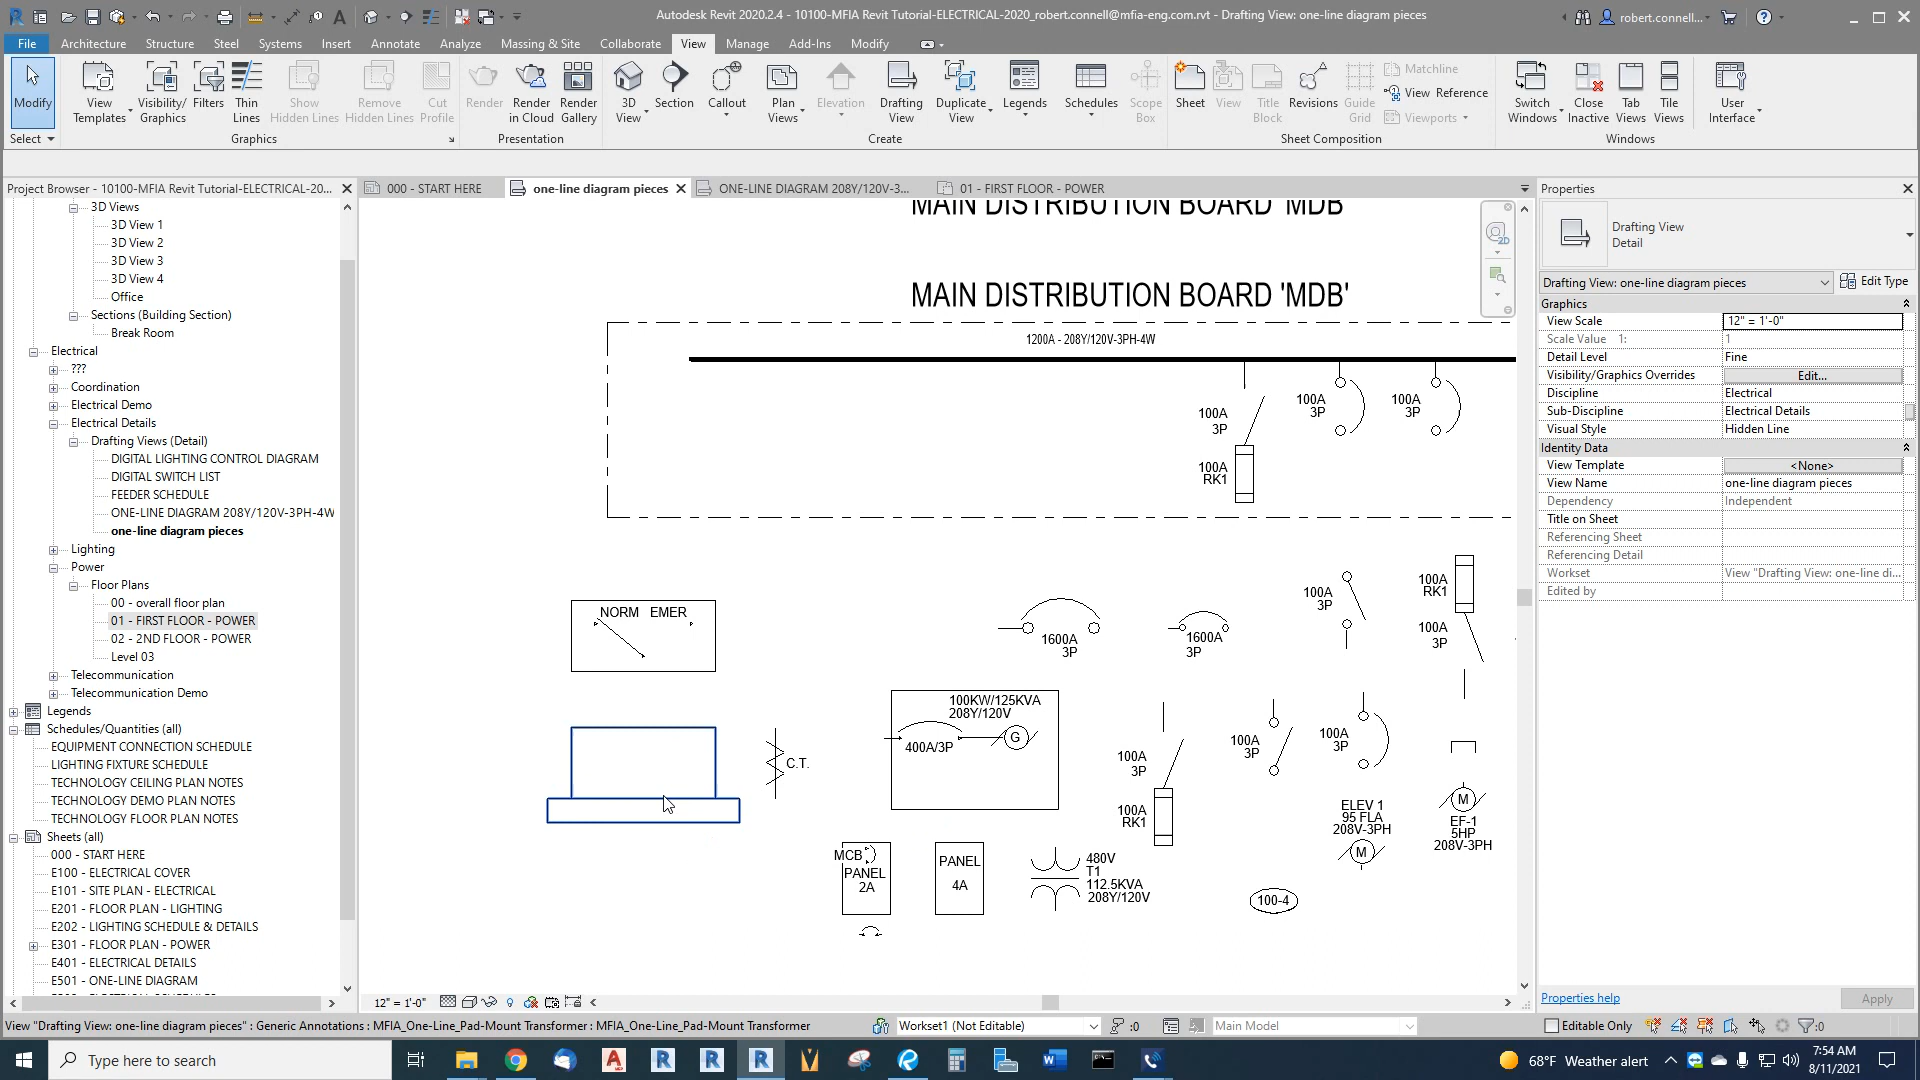 Autodesk Revit 2020.2.4 - 10100-MFIA Revit Tutorial-ELECTRICAL-2020_robert.connell@mfia-eng.com.rvt - Drafting View: one-line diagram pieces
robert.connell...
File Architecture Structure Steel Systems Insert Annotate Analyze Massing & Site Collaborate View Manage Add-Ins Modify
Modify
View Templates
Visibility/ Graphics
Filters
Thin Lines
Show Hidden Lines
Remove Hidden Lines
Cut Profile
Render
Render in Cloud
Render Gallery
3D View
Section
Callout
Plan Views
Elevation
Drafting View
Duplicate View
Legends
Schedules
Scope Box
Sheet
View
Title Block
Revisions
Guide Grid
Matchline
View Reference
Viewports
Switch Windows
Close Inactive
Tab Views
Tile Views
User Interface
Select Graphics Presentation Create Sheet Composition Windows
Project Browser - 10100-MFIA Revit Tutorial-ELECTRICAL-20...
000 - START HERE
one-line diagram pieces
ONE-LINE DIAGRAM 208Y/120V-3...
01 - FIRST FLOOR - POWER
Properties
3D Views
3D View 1
3D View 2
3D View 3
3D View 4
Office
Sections (Building Section)
Break Room
Electrical
???
Coordination
Electrical Demo
Electrical Details
Drafting Views (Detail)
DIGITAL LIGHTING CONTROL DIAGRAM
DIGITAL SWITCH LIST
FEEDER SCHEDULE
ONE-LINE DIAGRAM 208Y/120V-3PH-4W
one-line diagram pieces
Lighting
Power
Floor Plans
00 - overall floor plan
01 - FIRST FLOOR - POWER
02 - 2ND FLOOR - POWER
Level 03
Telecommunication
Telecommunication Demo
Legends
Schedules/Quantities (all)
EQUIPMENT CONNECTION SCHEDULE
LIGHTING FIXTURE SCHEDULE
TECHNOLOGY CEILING PLAN NOTES
TECHNOLOGY DEMO PLAN NOTES
TECHNOLOGY FLOOR PLAN NOTES
Sheets (all)
000 - START HERE
E100 - ELECTRICAL COVER
E101 - SITE PLAN - ELECTRICAL
E201 - FLOOR PLAN - LIGHTING
E202 - LIGHTING SCHEDULE & DETAILS
E301 - FLOOR PLAN - POWER
E401 - ELECTRICAL DETAILS
E501 - ONE-LINE DIAGRAM
MAIN DISTRIBUTION BOARD 'MDB'
MAIN DISTRIBUTION BOARD 'MDB'
1200A - 208Y/120V-3PH-4W
100A
3P
100A
RK1
100A
3P
100A
3P
NORM EMER
1600A
3P
1600A
3P
100A
3P
100A
RK1
100A
3P
C.T.
100KW/125KVA
208Y/120V
400A/3P
G
100A
3P
100A
RK1
100A
3P
100A
3P
ELEV 1
95 FLA
208V-3PH
M
M
EF-1
5HP
208V-3PH
MCB
PANEL
2A
PANEL
4A
480V
T1
112.5KVA
208Y/120V
100-4
Drafting View
Detail
Drafting View: one-line diagram pieces Edit Type
Graphics
View Scale 12" = 1'-0"
Scale Value 1: 1
Detail Level Fine
Visibility/Graphics Overrides Edit...
Discipline Electrical
Sub-Discipline Electrical Details
Visual Style Hidden Line
Identity Data
View Template <None>
View Name one-line diagram pieces
Dependency Independent
Title on Sheet
Referencing Sheet
Referencing Detail
Workset View "Drafting View: one-line di...
Edited by
Properties help Apply
12" = 1'-0"
View "Drafting View: one-line diagram pieces" : Generic Annotations : MFIA_One-Line_Pad-Mount Transformer : MFIA_One-Line_Pad-Mount Transformer
Workset1 (Not Editable)
:0
Main Model
Editable Only
:0
Type here to search
68°F Weather alert
7:54 AM
8/11/2021